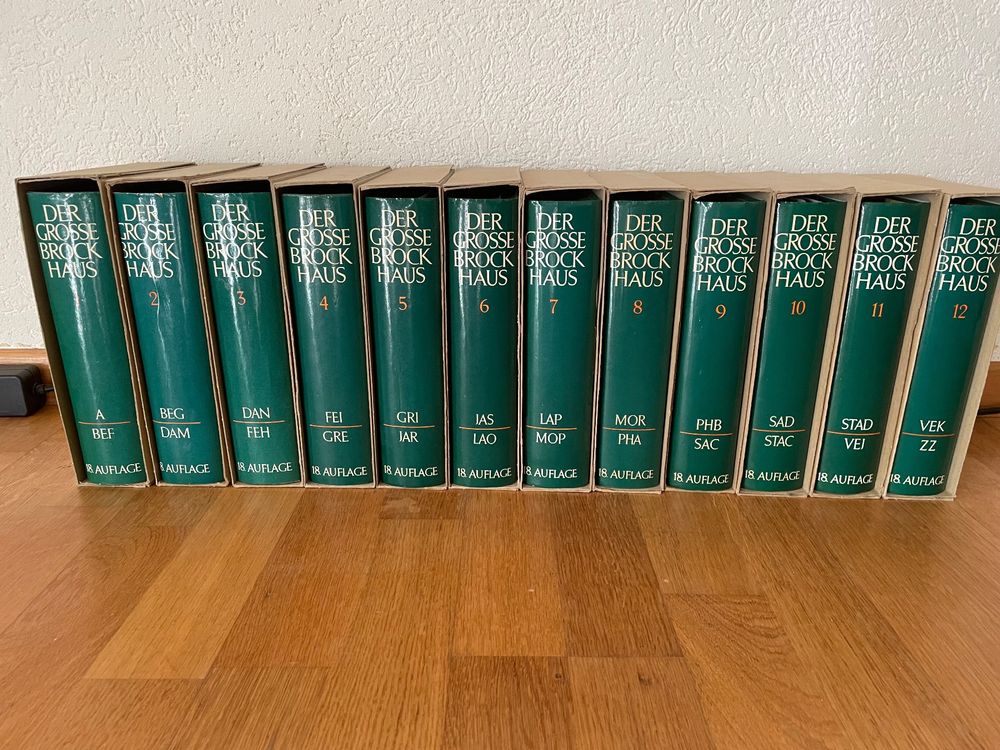 DER
GROSSE
BROCK
HAUS
1
A
BEF
18. AUFLAGE
DER
GROSSE
BROCK
HAUS
2
BEG
DAM
18. AUFLAGE
DER
GROSSE
BROCK
HAUS
3
DAN
FEH
18. AUFLAGE
DER
GROSSE
BROCK
HAUS
4
FEI
GRE
18. AUFLAGE
DER
GROSSE
BROCK
HAUS
5
GRI
JAR
18. AUFLAGE
DER
GROSSE
BROCK
HAUS
6
JAS
LAO
18. AUFLAGE
DER
GROSSE
BROCK
HAUS
7
LAP
MOP
18. AUFLAGE
DER
GROSSE
BROCK
HAUS
8
MOR
PHA
18. AUFLAGE
DER
GROSSE
BROCK
HAUS
9
PHB
SAC
18. AUFLAGE
DER
GROSSE
BROCK
HAUS
10
SAD
STAC
18. AUFLAGE
DER
GROSSE
BROCK
HAUS
11
STAD
VEJ
18. AUFLAGE
DER
GROSSE
BROCK
HAUS
12
VEK
ZZ
18. AUFLAGE